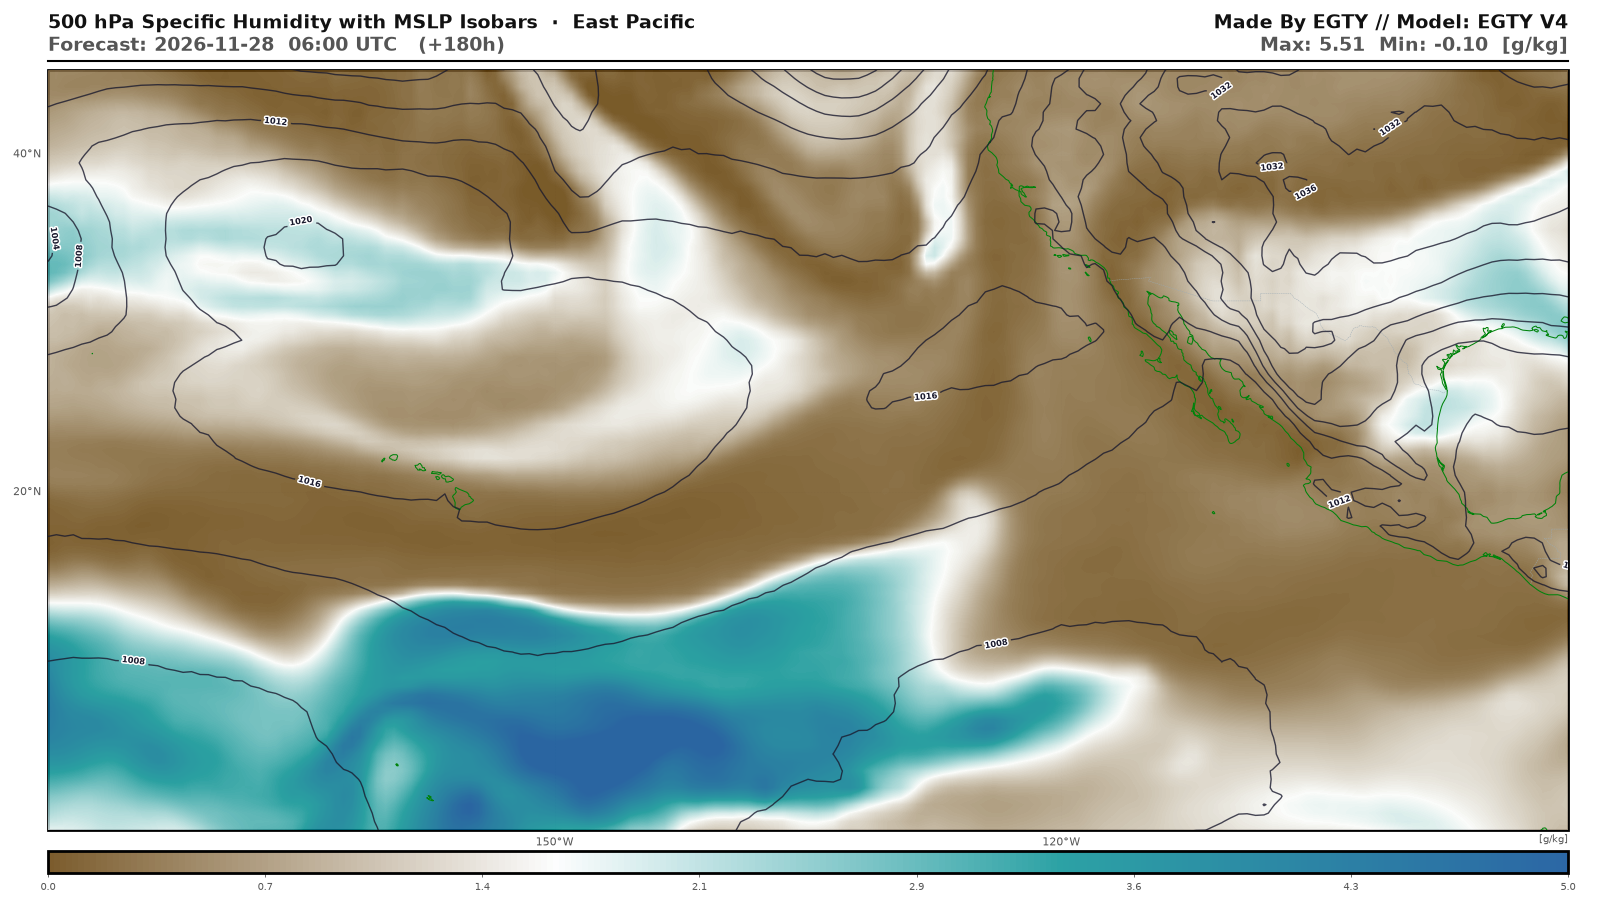 500 hPa Specific Humidity with MSLP Isobars · East Pacific
Made By EGTY // Model: EGTY V4
Forecast: 2026-11-28 06:00 UTC (+180h)
Max: 5.51 Min: -0.10 [g/kg]
1032
1012
1032
40°N
1032
1036
1020
1004
1008
1016
1016
20°N
1012
1008
1008
150°W
120°W
[g/kg]
0.0
0.7
1.4
2.1
2.9
3.6
4.3
5.0